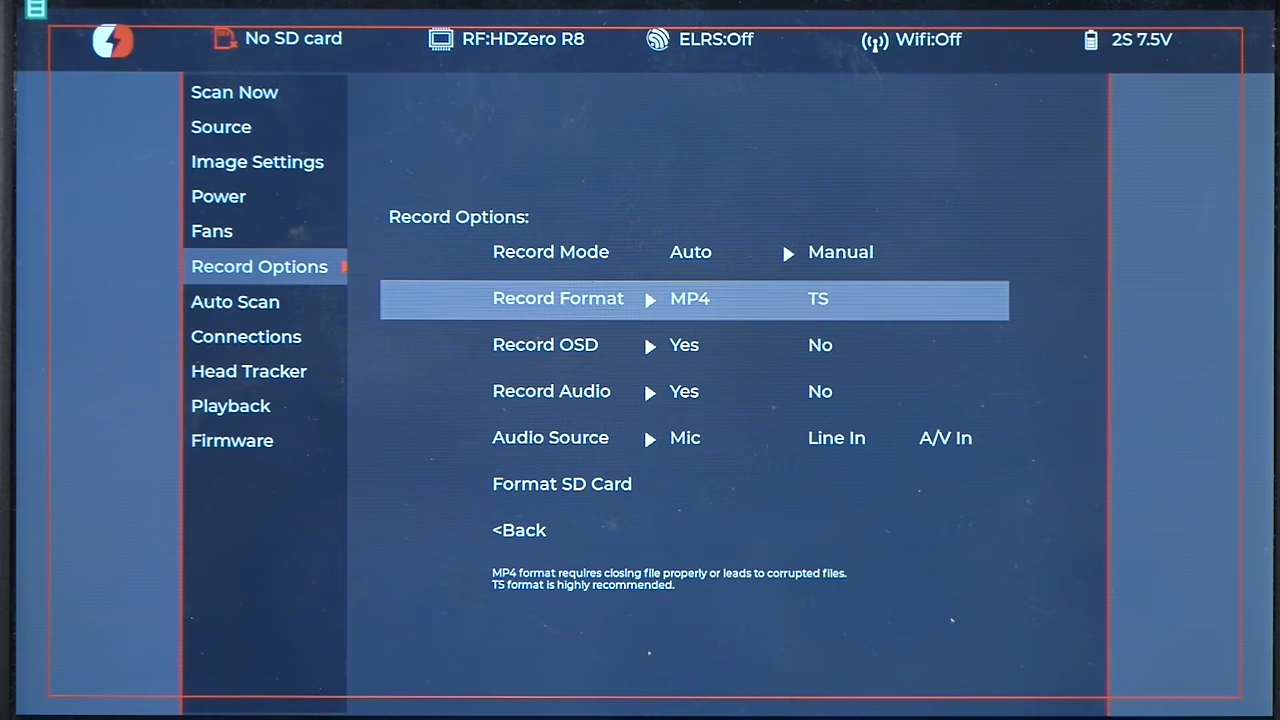 No SD card RF:HDZero R8 ELRS:Off Wifi:Off 2S 7.5V
Scan Now
Source
Image Settings
Power
Fans
Record Options
Auto Scan
Connections
Head Tracker
Playback
Firmware
Record Options:
Record Mode Auto Manual
Record Format MP4 TS
Record OSD Yes No
Record Audio Yes No
Audio Source Mic Line In A/V In
Format SD Card
<Back
MP4 format requires closing file properly or leads to corrupted files.
TS format is highly recommended.